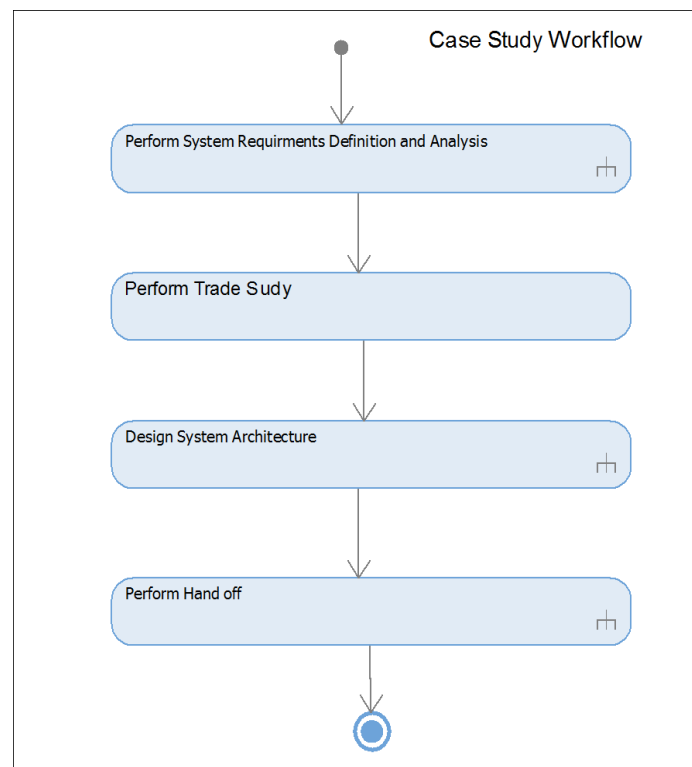 Case Study Workflow
Perform System Requirments Definition and Analysis
Perform Trade Sudy
Design System Architecture
Perform Hand off